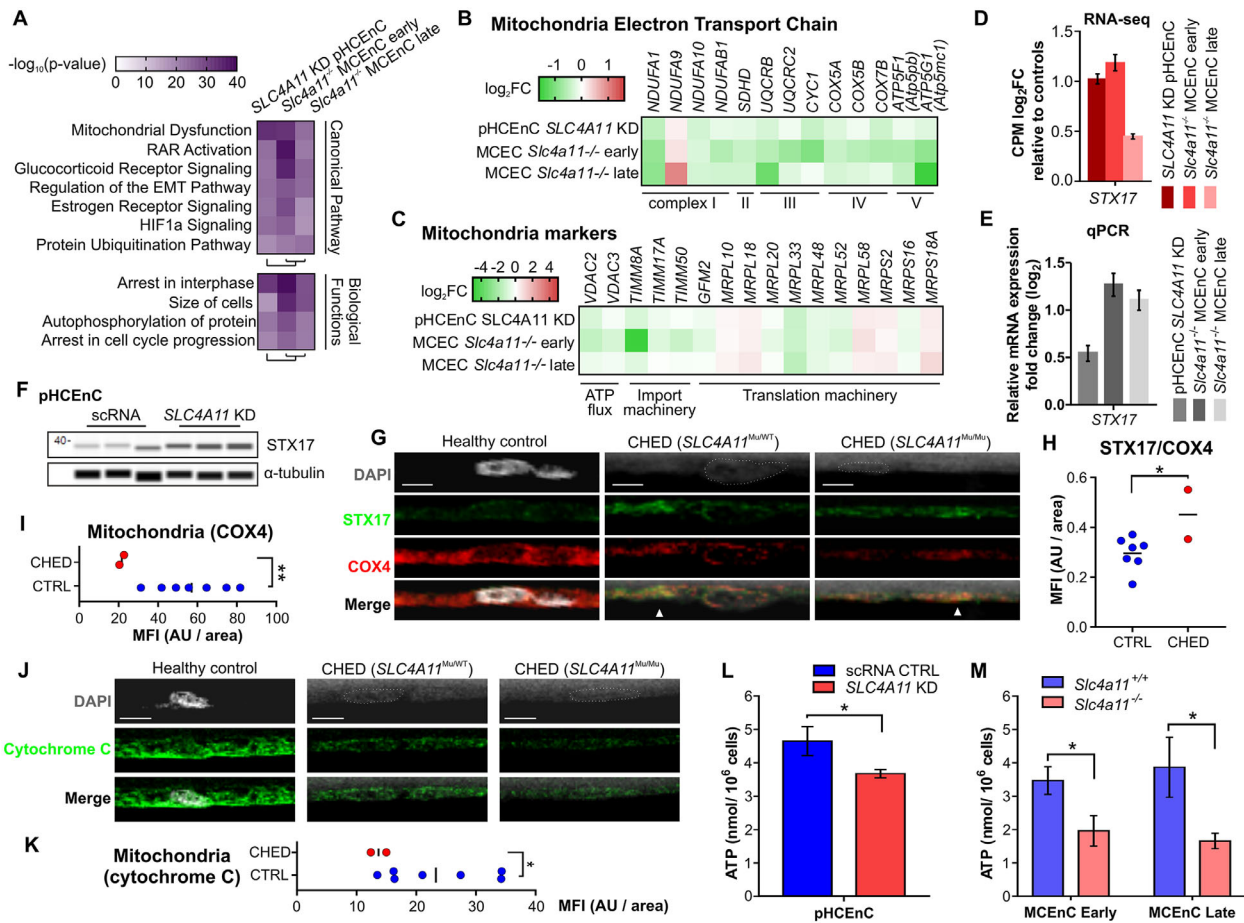 A
-log10(p-value)
0 10 20 30 40
SLC4A11 KD pHCEnC
Slc4a11-/- MCEnC early
Slc4a11-/- MCEnC late
Mitochondrial Dysfunction
RAR Activation
Glucocorticoid Receptor Signaling
Regulation of the EMT Pathway
Estrogen Receptor Signaling
HIF1a Signaling
Protein Ubiquitination Pathway
Canonical Pathway
Arrest in interphase
Size of cells
Autophosphorylation of protein
Arrest in cell cycle progression
Biological Functions
B
Mitochondria Electron Transport Chain
-1 0 1
log2FC
NDUFA1
NDUFA9
NDUFA10
NDUFAB1
SDHD
UQCRB
UQCRC2
CYC1
COX5A
COX5B
COX7B
ATP5F1 (Atp5pb)
ATP5G1 (Atp5mc1)
pHCEnC SLC4A11 KD
MCEC Slc4a11-/- early
MCEC Slc4a11-/- late
complex I II III IV V
C
Mitochondria markers
-4 -2 0 2 4
log2FC
VDAC2
VDAC3
TIMM8A
TIMM17A
TIMM50
GFM2
MRPL10
MRPL18
MRPL20
MRPL33
MRPL48
MRPL52
MRPL58
MRPS2
MRPS16
MRPS18A
pHCEnC SLC4A11 KD
MCEC Slc4a11-/- early
MCEC Slc4a11-/- late
ATP flux
Import machinery
Translation machinery
D
RNA-seq
CPM log2FC relative to controls
1.5
1.0
0.5
0.0
STX17
SLC4A11 KD pHCEnC
Slc4a11-/- MCEnC early
Slc4a11-/- MCEnC late
E
qPCR
Relative mRNA expression fold change (log2)
1.5
1.0
0.5
0.0
STX17
pHCEnC SLC4A11 KD
Slc4a11-/- MCEnC early
Slc4a11-/- MCEnC late
F
pHCEnC
scRNA
SLC4A11 KD
40-
STX17
α-tubulin
G
Healthy control
CHED (SLC4A11Mu/WT)
CHED (SLC4A11Mu/Mu)
DAPI
STX17
COX4
Merge
H
STX17/COX4
*
MFI (AU / area)
0.6
0.4
0.2
0.0
CTRL CHED
I
Mitochondria (COX4)
CHED
CTRL
**
0 20 40 60 80 100
MFI (AU / area)
J
Healthy control
CHED (SLC4A11Mu/WT)
CHED (SLC4A11Mu/Mu)
DAPI
Cytochrome C
Merge
K
Mitochondria
(cytochrome C)
CHED
CTRL
*
0 10 20 30 40
MFI (AU / area)
L
scRNA CTRL
SLC4A11 KD
*
ATP (nmol/ 106 cells)
6
5
4
3
2
1
0
pHCEnC
M
Slc4a11+/+
Slc4a11-/-
*
*
ATP (nmol/ 106 cells)
6
5
4
3
2
1
0
MCEnC Early MCEnC Late